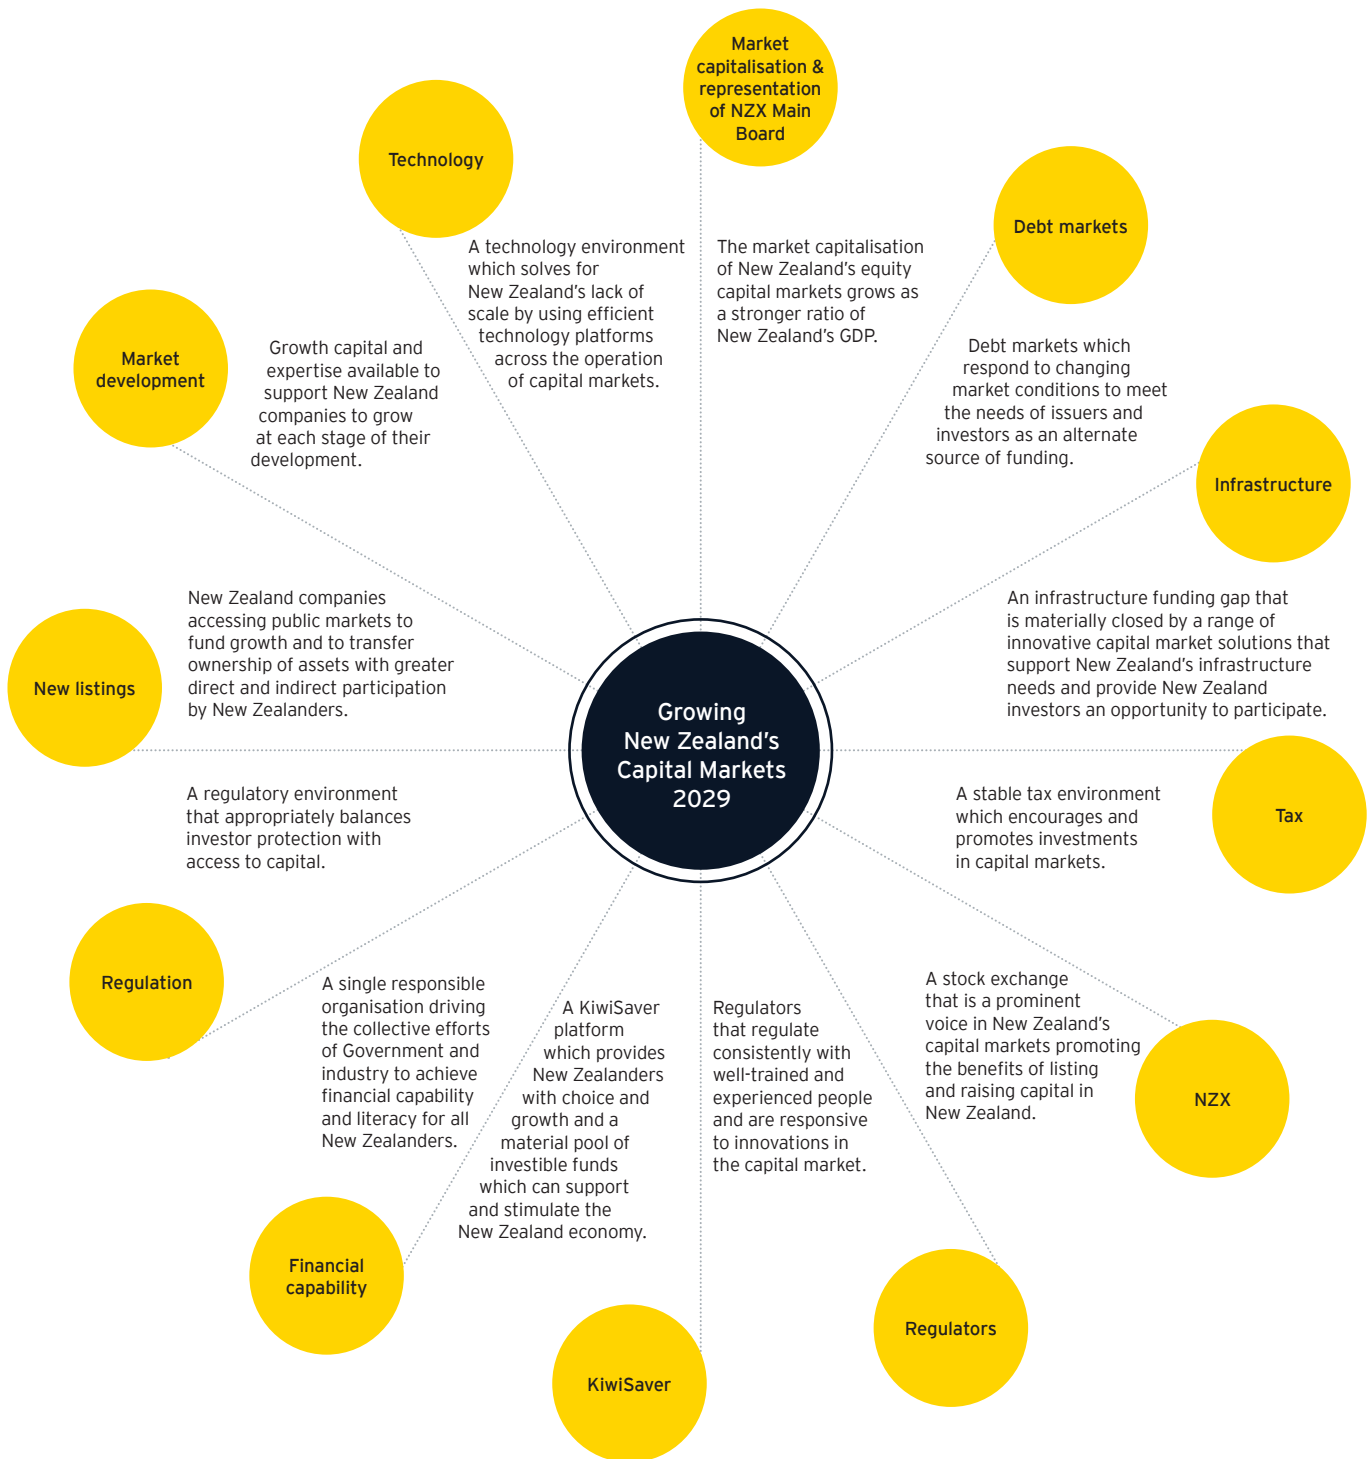 Market
capitalisation &
representation
of NZX Main
Board
The market capitalisation
of New Zealand’s equity
capital markets grows as
a stronger ratio of
New Zealand’s GDP.
Debt markets
Debt markets which
respond to changing
market conditions to meet
the needs of issuers and
investors as an alternate
source of funding.
Infrastructure
An infrastructure funding gap that
is materially closed by a range of
innovative capital market solutions that
support New Zealand’s infrastructure
needs and provide New Zealand
investors an opportunity to participate.
Tax
A stable tax environment
which encourages and
promotes investments
in capital markets.
NZX
A stock exchange
that is a prominent
voice in New Zealand’s
capital markets promoting
the benefits of listing
and raising capital in
New Zealand.
Regulators
Regulators
that regulate
consistently with
well-trained and
experienced people
and are responsive
to innovations in
the capital market.
KiwiSaver
A KiwiSaver
platform
which provides
New Zealanders
with choice and
growth and a
material pool of
investible funds
which can support
and stimulate the
New Zealand economy.
Financial
capability
A single responsible
organisation driving
the collective efforts
of Government and
industry to achieve
financial capability
and literacy for all
New Zealanders.
Regulation
A regulatory environment
that appropriately balances
investor protection with
access to capital.
New listings
New Zealand companies
accessing public markets to
fund growth and to transfer
ownership of assets with greater
direct and indirect participation
by New Zealanders.
Market
development
Growth capital and
expertise available to
support New Zealand
companies to grow
at each stage of their
development.
Technology
A technology environment
which solves for
New Zealand’s lack of
scale by using efficient
technology platforms
across the operation
of capital markets.
Growing
New Zealand’s
Capital Markets
2029